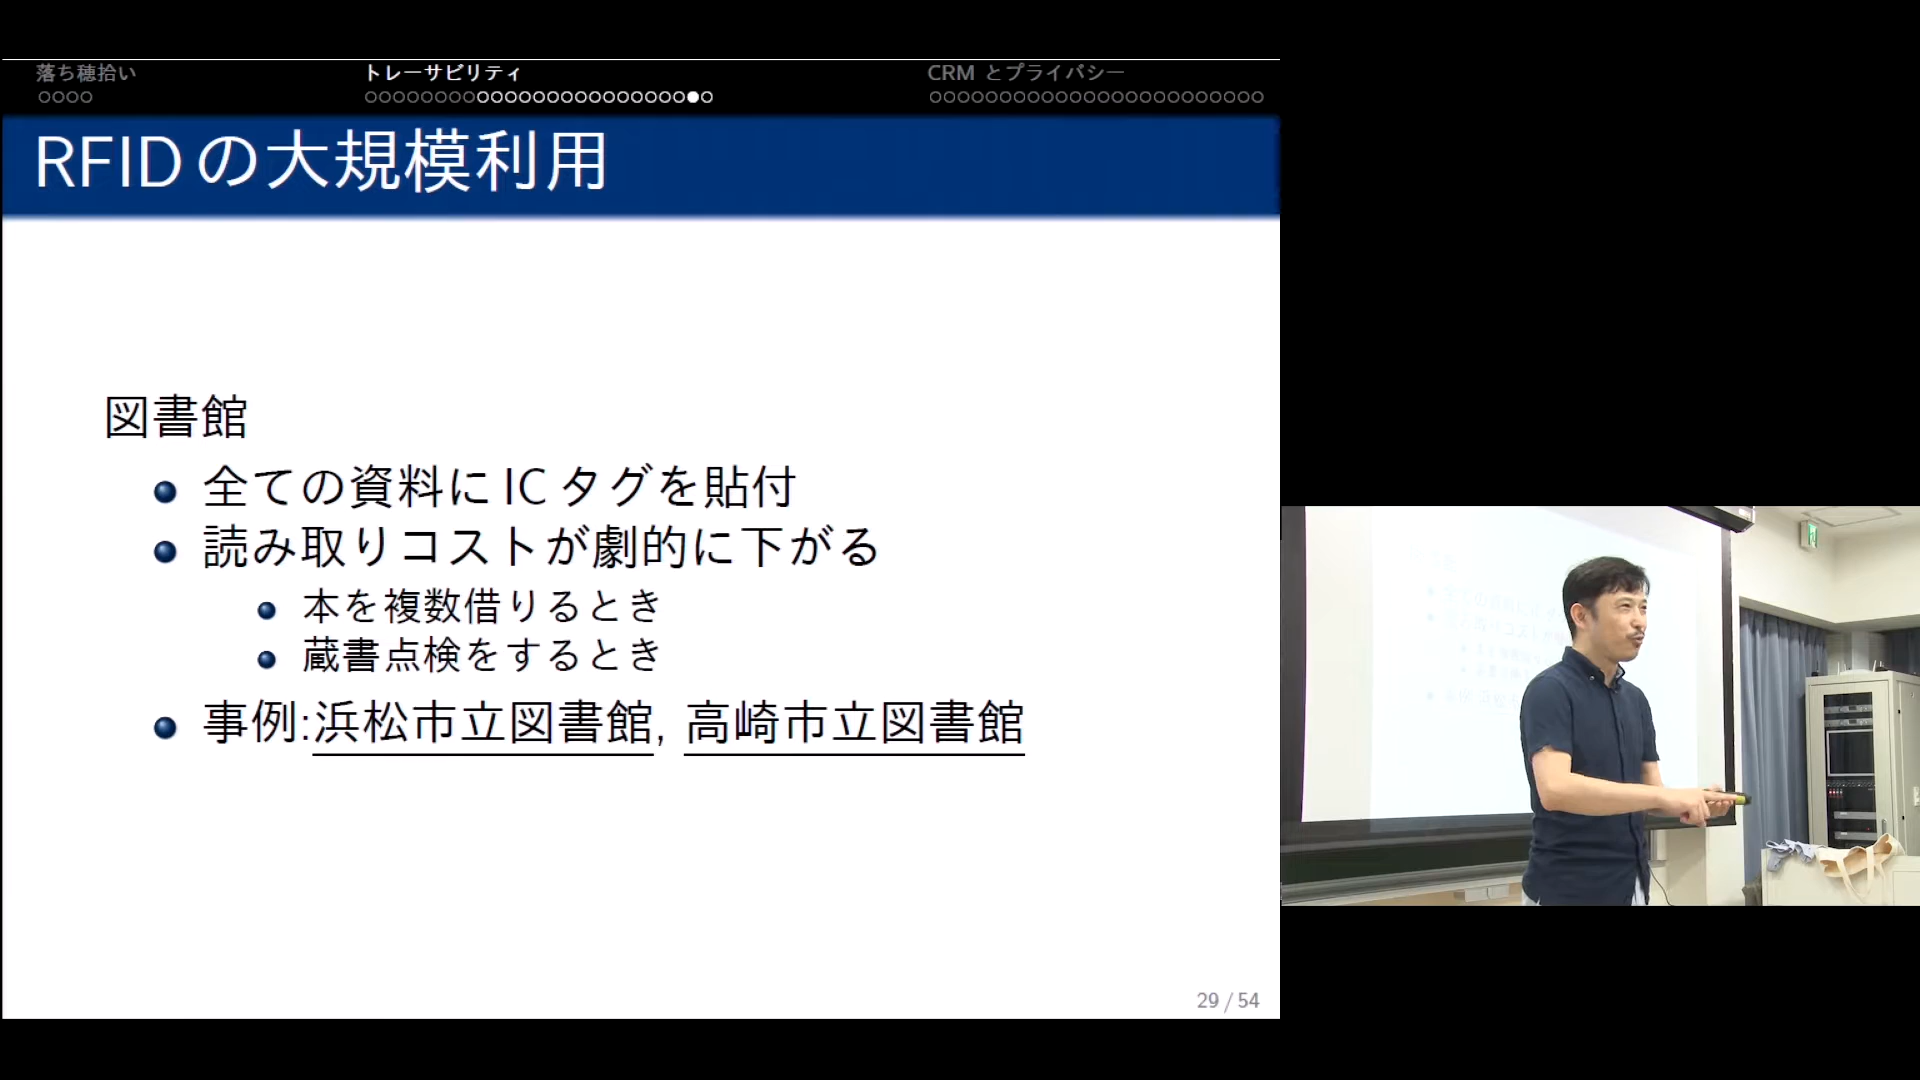 落ち穂拾い
トレーサビリティ
CRM とプライバシー
RFIDの大規模利用
図書館
全ての資料に IC タグを貼付
読み取りコストが劇的に下がる
本を複数借りるとき
蔵書点検をするとき
事例:浜松市立図書館, 高崎市立図書館
29 / 54